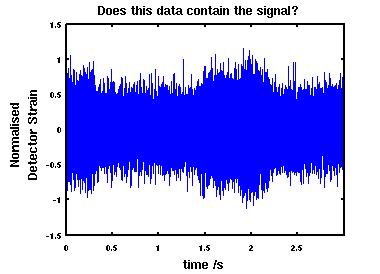 Does this data contain the signal?
1.5
1
0.5
0
-0.5
-1
-1.5
Normalised
Detector Strain
0 0.5 1 1.5 2 2.5
time /s